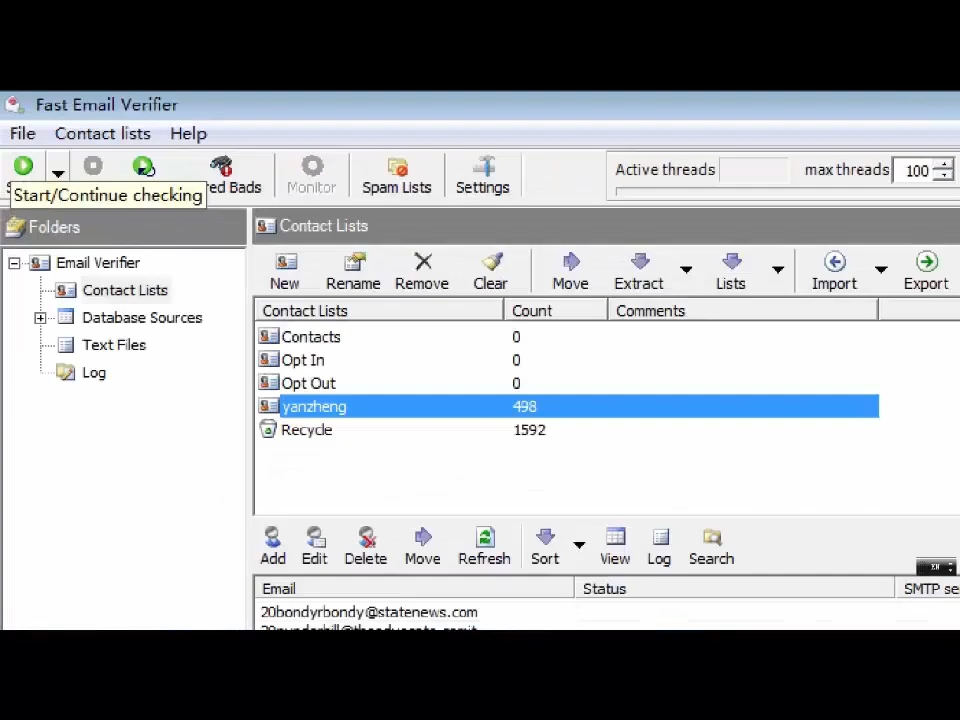 Fast Email Verifier
File Contact lists Help
Active threads max threads 100
red Bads Monitor Spam Lists Settings
Start/Continue checking
Folders
Contact Lists
Email Verifier
Contact Lists
Database Sources
Text Files
Log
New Rename Remove Clear Move Extract Lists Import Export
Contact Lists Count Comments
Contacts 0
Opt In 0
Opt Out 0
yanzheng 498
Recycle 1592
Add Edit Delete Move Refresh Sort View Log Search
Email Status SMTP se
20bondyrbondy@statenews.com